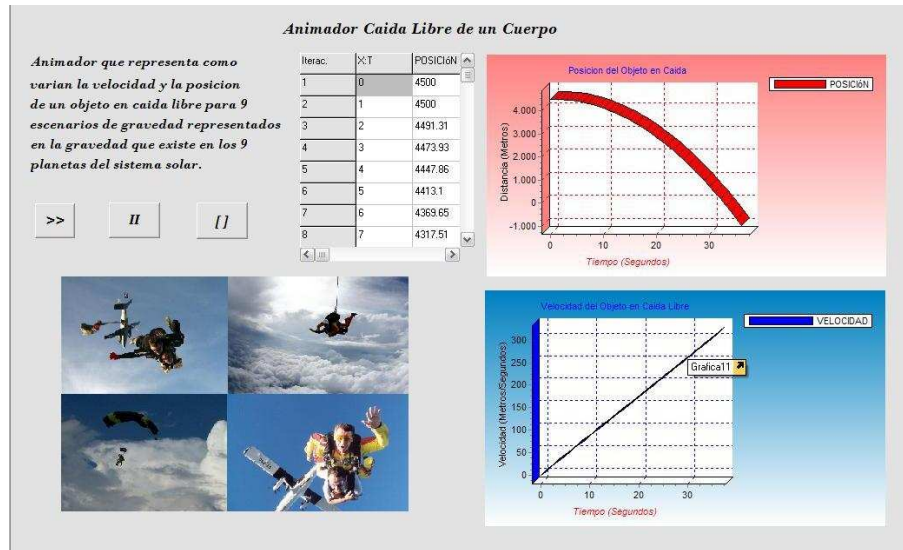 Animador Caida Libre de un Cuerpo
Animador que representa como
varian la velocidad y la posicion
de un objeto en caida libre para 9
escenarios de gravedad representados
en la gravedad que existe en los 9
planetas del sistema solar.
>> II []
Iterac. X:T POSICIóN
1 0 4500
2 1 4500
3 2 4491.31
4 3 4473.93
5 4 4447.86
6 5 4413.1
7 6 4369.65
8 7 4317.51
Posicion del Objeto en Caida
POSICIóN
Distancia (Metros)
4.000
3.000
2.000
1.000
0
-1.000
0 10 20 30
Tiempo (Segundos)
Velocidad del Objeto en Caida Libre
VELOCIDAD
Grafica11
Velocidad (Metros/Segundos)
300
250
200
150
100
50
0
0 10 20 30
Tiempo (Segundos)